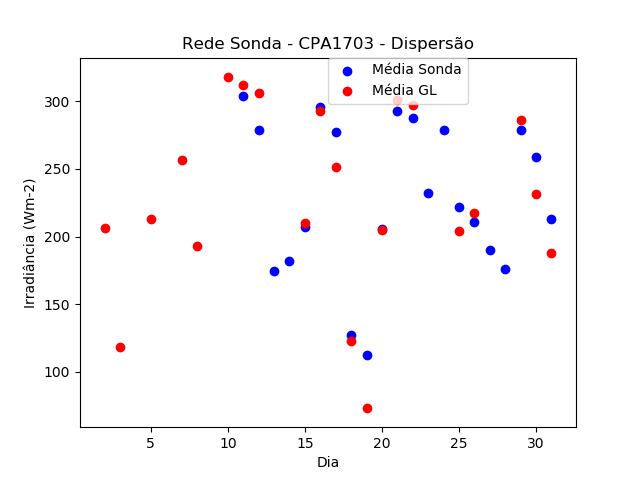 Rede Sonda - CPA1703 - Dispersão
Média Sonda
Média GL
Irradiância (Wm-2)
300
250
200
150
100
5 10 15 20 25 30
Dia